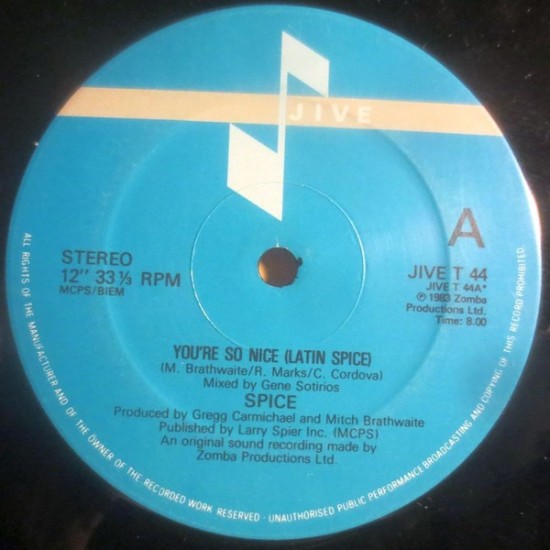 JIVE
A
STEREO
12" 33⅓ RPM
MCPS/BIEM
JIVE T 44
JIVE T 44A*
℗ 1983 Zomba
Productions Ltd.
Time: 8.00
YOU'RE SO NICE (LATIN SPICE)
(M. Brathwaite/R. Marks/C. Cordova)
Mixed by Gene Sotirios
SPICE
Produced by Gregg Carmichael and Mitch Brathwaite
Published by Larry Spier Inc. (MCPS)
An original sound recording made by
Zomba Productions Ltd.
ALL RIGHTS OF THE MANUFACTURER AND OF THE OWNER OF THE RECORDED WORK RESERVED · UNAUTHORISED PUBLIC PERFORMANCE BROADCASTING AND COPYING OF THIS RECORD PROHIBITED.